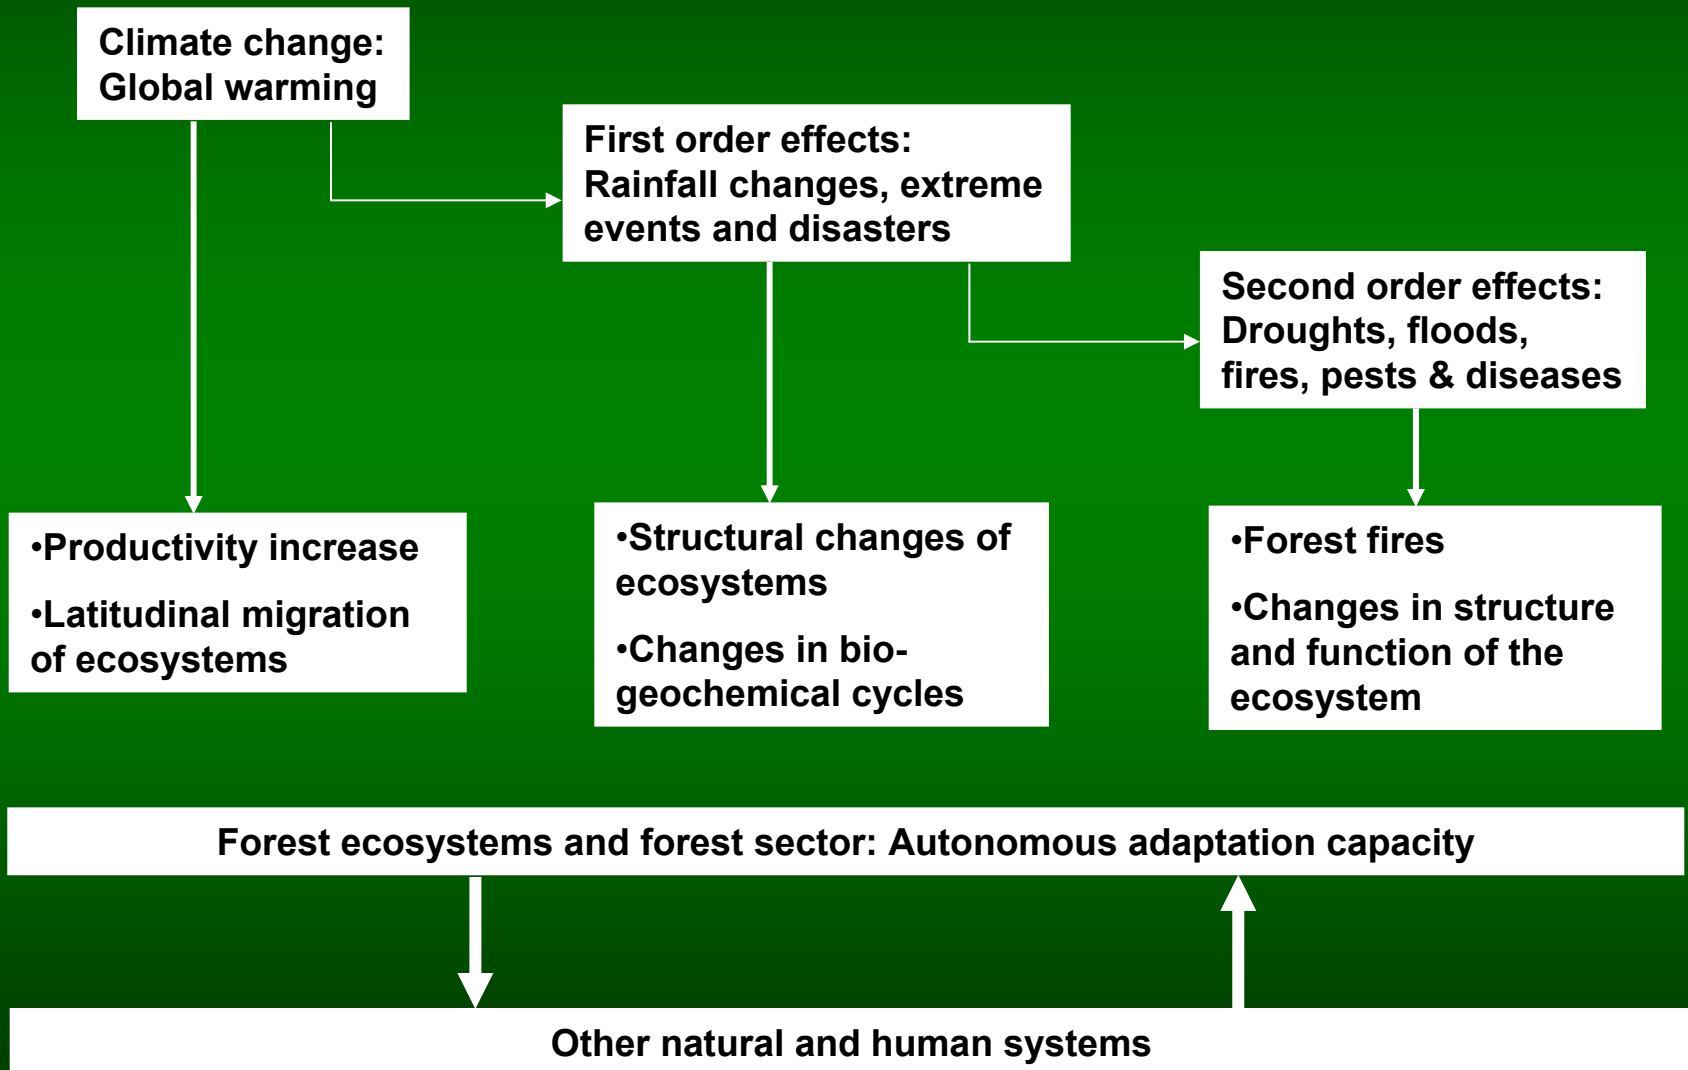 Climate change:
Global warming
First order effects:
Rainfall changes, extreme
events and disasters
Second order effects:
Droughts, floods,
fires, pests & diseases
•Productivity increase
•Latitudinal migration
of ecosystems
•Structural changes of
ecosystems
•Changes in bio-
geochemical cycles
•Forest fires
•Changes in structure
and function of the
ecosystem
Forest ecosystems and forest sector: Autonomous adaptation capacity
Other natural and human systems